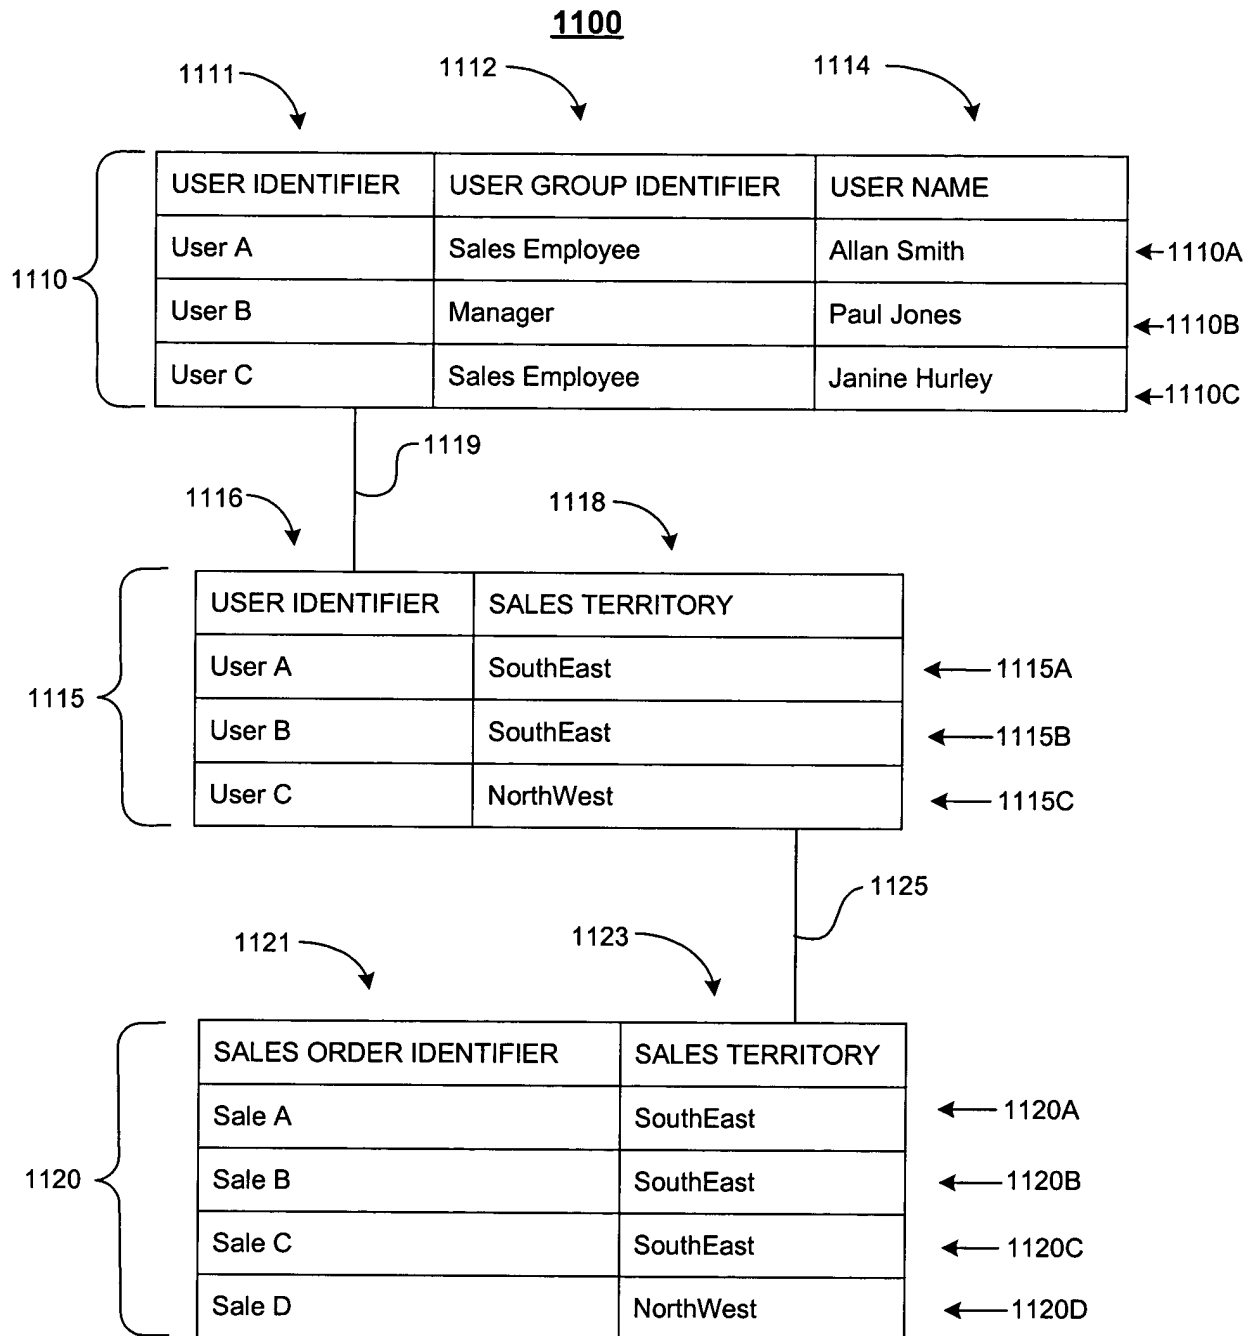 1100
1111 1112 1114
USER IDENTIFIER USER GROUP IDENTIFIER USER NAME
User A Sales Employee Allan Smith 1110A
1110
User B Manager Paul Jones 1110B
User C Sales Employee Janine Hurley 1110C
1119
1116 1118
USER IDENTIFIER SALES TERRITORY
User A SouthEast 1115A
1115
User B SouthEast 1115B
User C NorthWest 1115C
1125
1121 1123
SALES ORDER IDENTIFIER SALES TERRITORY
Sale A SouthEast 1120A
1120
Sale B SouthEast 1120B
Sale C SouthEast 1120C
Sale D NorthWest 1120D